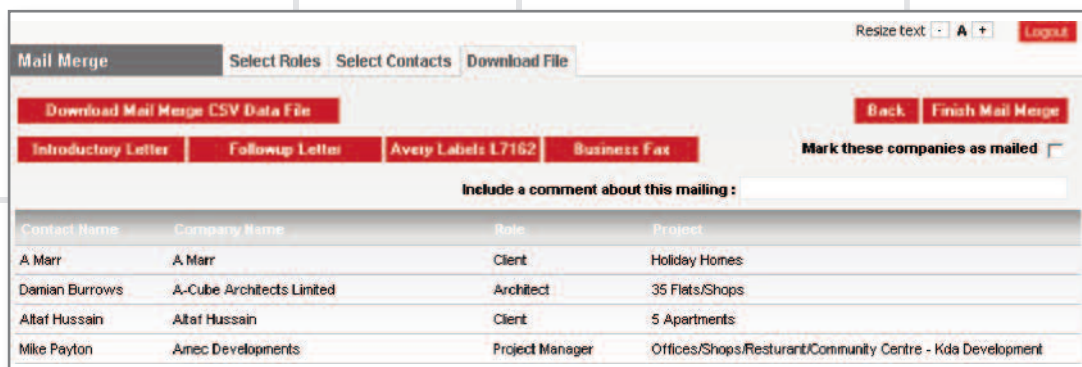 Resize text - A + Logout
Mail Merge Select Roles Select Contacts Download File
Download Mail Merge CSV Data File Back Finish Mail Merge
Introductory Letter Followup Letter Avery Labels L7162 Business Fax Mark these companies as mailed
Include a comment about this mailing :
Contact Name Company Name Role Project
A Marr A Marr Client Holiday Homes
Damian Burrows A-Cube Architects Limited Architect 35 Flats/Shops
Altaf Hussain Altaf Hussain Client 5 Apartments
Mike Payton Amec Developments Project Manager Offices/Shops/Resturant/Community Centre - Kda Development